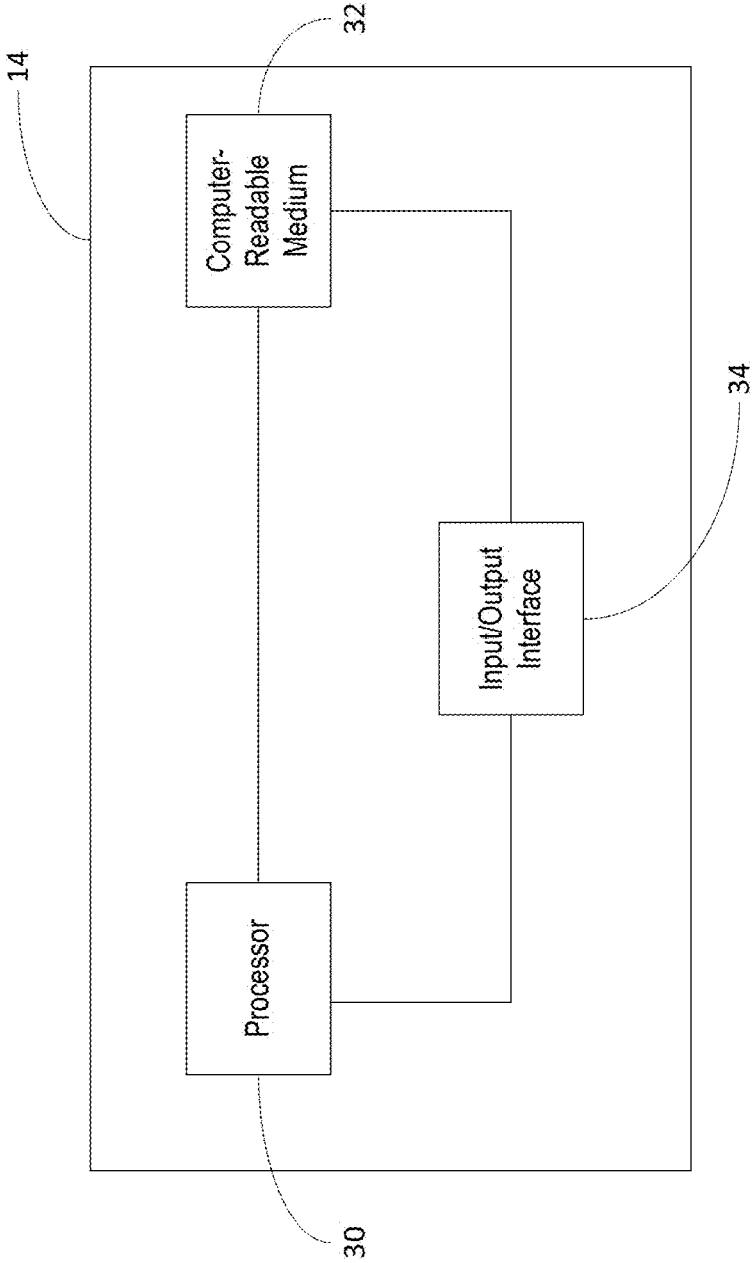 14
Processor
Computer-
Readable
Medium
30
32
Input/Output
Interface
34